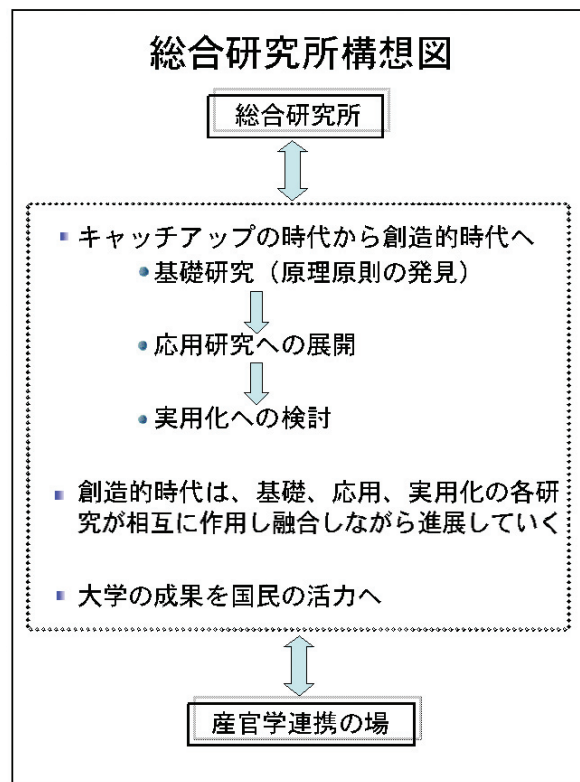 総合研究所構想図
総合研究所
キャッチアップの時代から創造的時代へ
基礎研究（原理原則の発見）
応用研究への展開
実用化への検討
創造的時代は、基礎、応用、実用化の各研
究が相互に作用し融合しながら進展していく
大学の成果を国民の活力へ
産官学連携の場